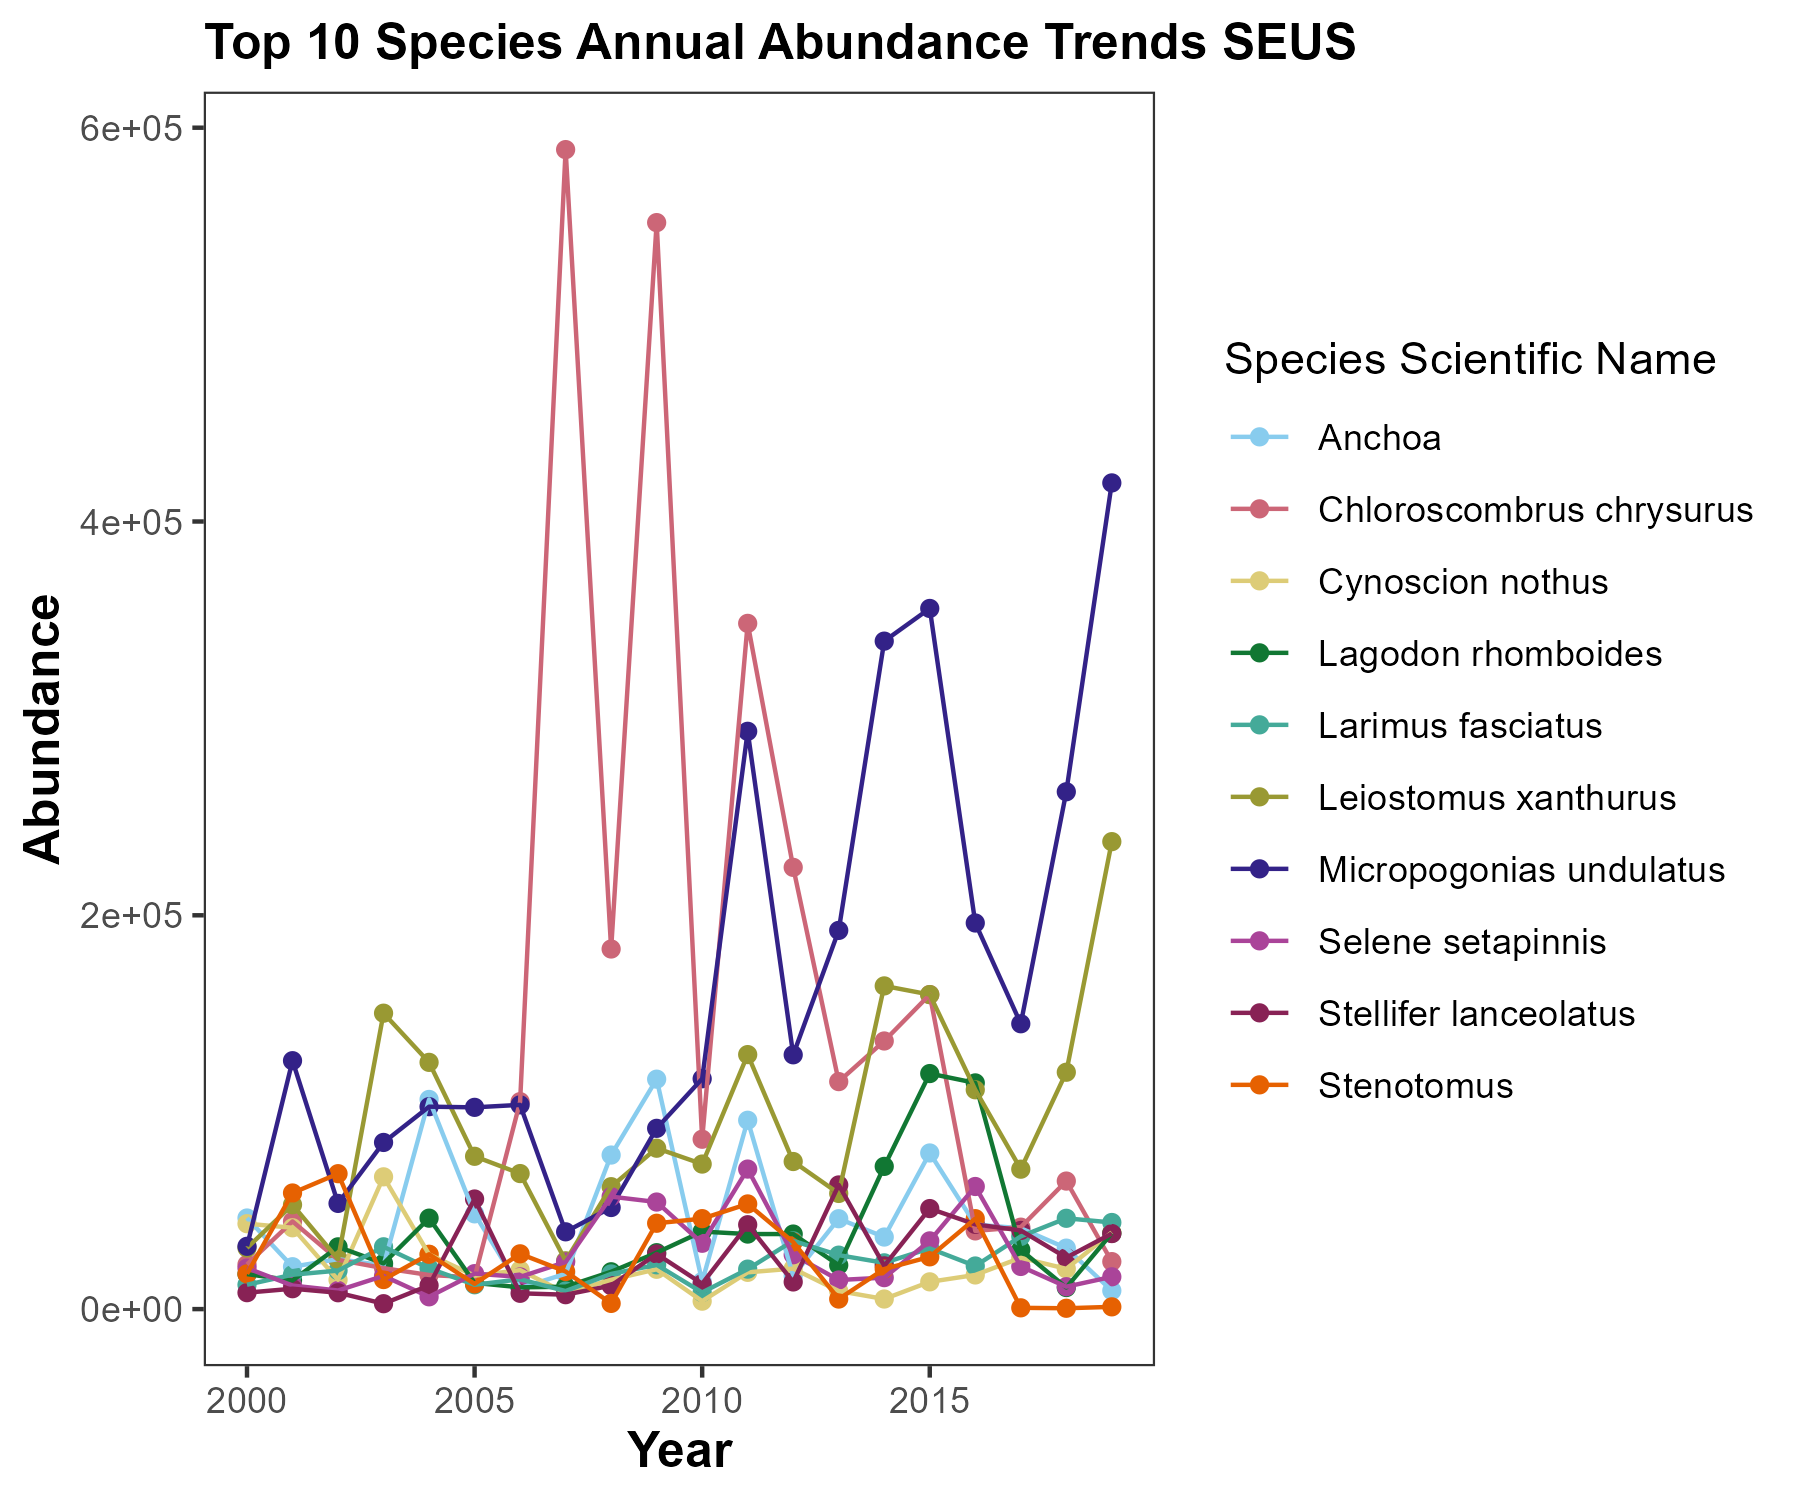 Top 10 Species Annual Abundance Trends SEUS
6e+05
4e+05
2e+05
0e+00
Abundance
2000
2005
2010
2015
Year
Species Scientific Name
Anchoa
Chloroscombrus chrysurus
Cynoscion nothus
Lagodon rhomboides
Larimus fasciatus
Leiostomus xanthurus
Micropogonias undulatus
Selene setapinnis
Stellifer lanceolatus
Stenotomus